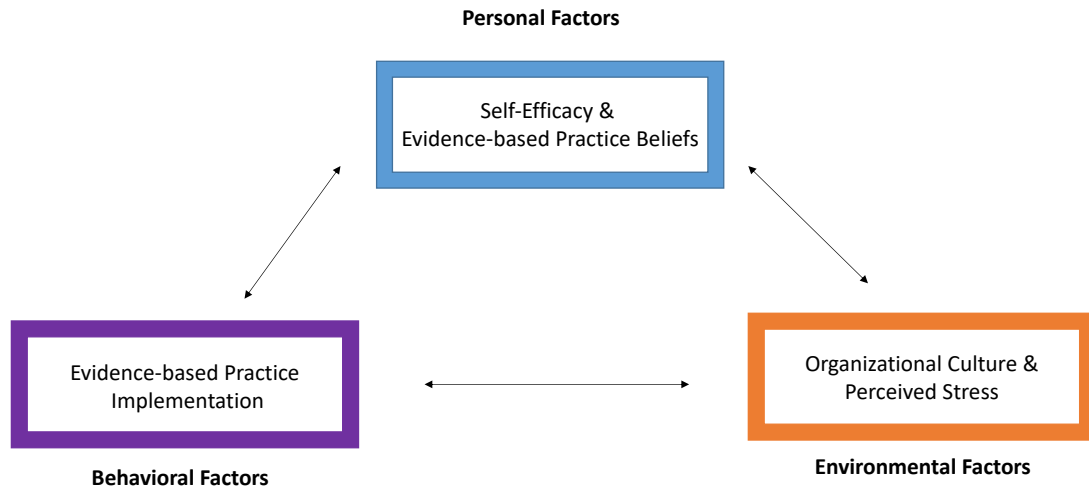 Personal Factors
Self-Efficacy &
Evidence-based Practice Beliefs
Evidence-based Practice
Implementation
Organizational Culture &
Perceived Stress
Behavioral Factors
Environmental Factors